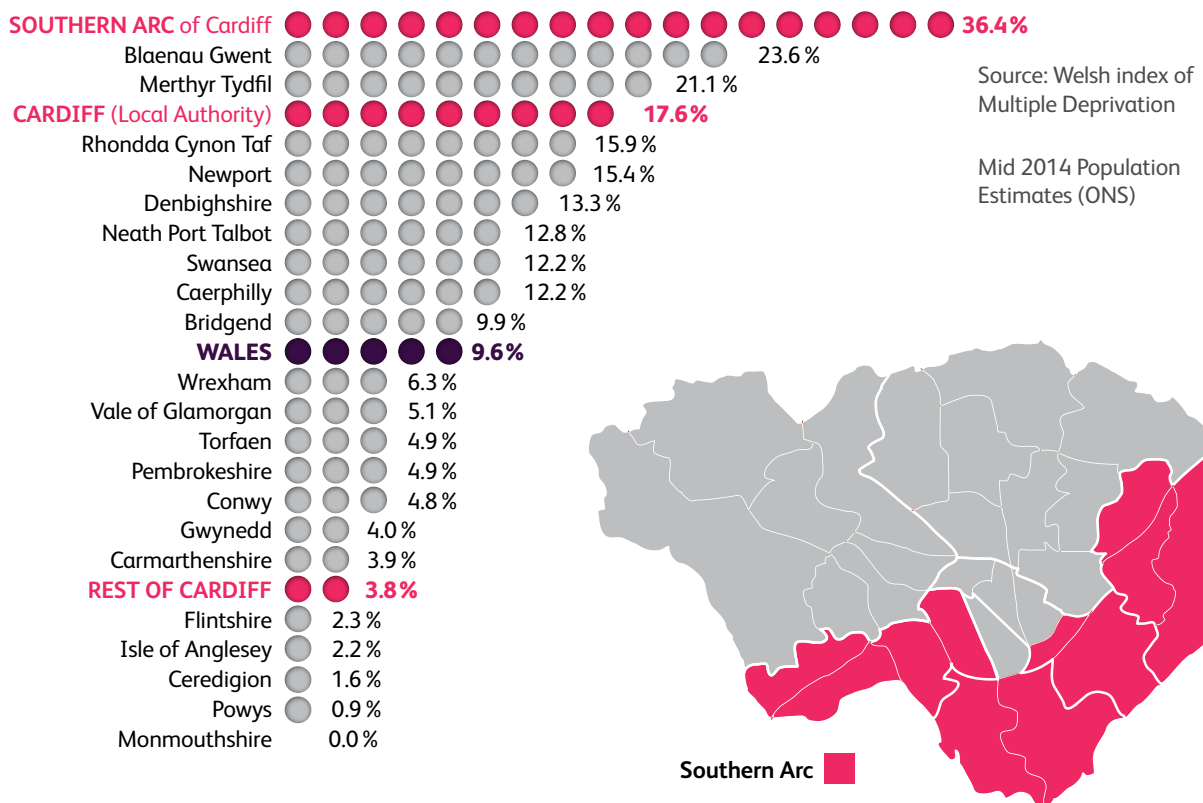 SOUTHERN ARC of Cardiff 36.4%
Blaenau Gwent 23.6 %
Merthyr Tydfil 21.1 %
CARDIFF (Local Authority) 17.6%
Rhondda Cynon Taf 15.9 %
Newport 15.4 %
Denbighshire 13.3 %
Neath Port Talbot 12.8 %
Swansea 12.2 %
Caerphilly 12.2 %
Bridgend 9.9 %
WALES 9.6%
Wrexham 6.3 %
Vale of Glamorgan 5.1 %
Torfaen 4.9 %
Pembrokeshire 4.9 %
Conwy 4.8 %
Gwynedd 4.0 %
Carmarthenshire 3.9 %
REST OF CARDIFF 3.8%
Flintshire 2.3 %
Isle of Anglesey 2.2 %
Ceredigion 1.6 %
Powys 0.9 %
Monmouthshire 0.0 %
Source: Welsh index of
Multiple Deprivation
Mid 2014 Population
Estimates (ONS)
Southern Arc